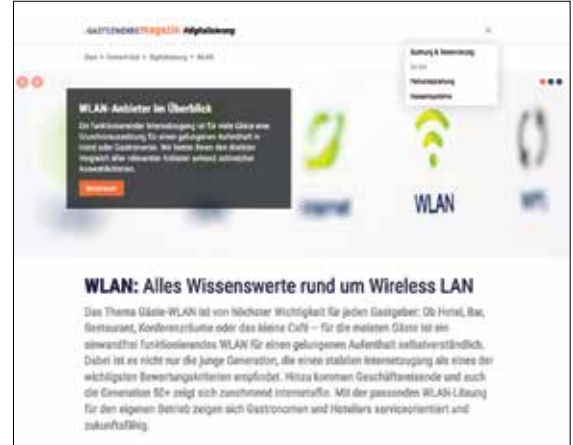 GASTGEWERBEmagazin #digitalisierung
Buchung & Reservierung
WLAN
Kassensysteme
WLAN-Anbieter im Überblick
Ein funktionierender Internetzugang ist für viele Gäste eine
Grundvoraussetzung für einen gelungenen Aufenthalt in
Hotel oder Gastronomie. Wir bieten Ihnen den direkten
Vergleich aller relevanten Anbieter anhand zahlreicher
Auswahlkriterien.
Weiterlesen
Internet
WLAN
WLAN: Alles Wissenswerte rund um Wireless LAN
Das Thema Gäste-WLAN ist von höchster Wichtigkeit für jeden Gastgeber: Ob Hotel, Bar,
Restaurant, Konferenzräume oder das kleine Café – für die meisten Gäste ist ein
einwandfrei funktionierendes WLAN für einen gelungenen Aufenthalt selbstverständlich.
Dabei ist es nicht nur die junge Generation, die einen stabilen Internetzugang als eines der
wichtigsten Bewertungskriterien empfindet. Hinzu kommen Geschäftsreisende und auch
die Generation 50+ zeigt sich zunehmend internetaffin. Mit der passenden WLAN-Lösung
für den eigenen Betrieb zeigen sich Gastronomen und Hoteliers serviceorientiert und
zukunftsfähig.